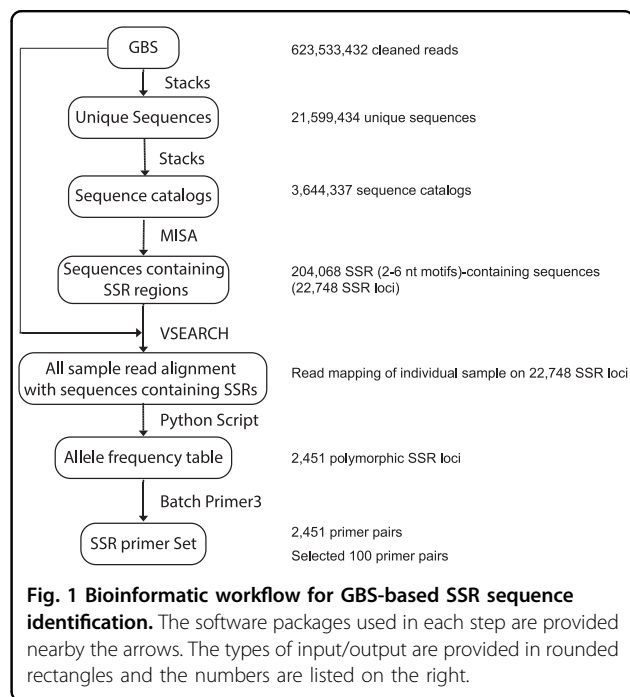 GBS
623,533,432 cleaned reads
Stacks
Unique Sequences
21,599,434 unique sequences
Stacks
Sequence catalogs
3,644,337 sequence catalogs
MISA
Sequences containing
SSR regions
204,068 SSR (2-6 nt motifs)-containing sequences
(22,748 SSR loci)
VSEARCH
All sample read alignment
with sequences containing SSRs
Read mapping of individual sample on 22,748 SSR loci
Python Script
Allele frequency table
2,451 polymorphic SSR loci
Batch Primer3
SSR primer Set
2,451 primer pairs
Selected 100 primer pairs
Fig. 1 Bioinformatic workflow for GBS-based SSR sequence
identification. The software packages used in each step are provided
nearby the arrows. The types of input/output are provided in rounded
rectangles and the numbers are listed on the right.